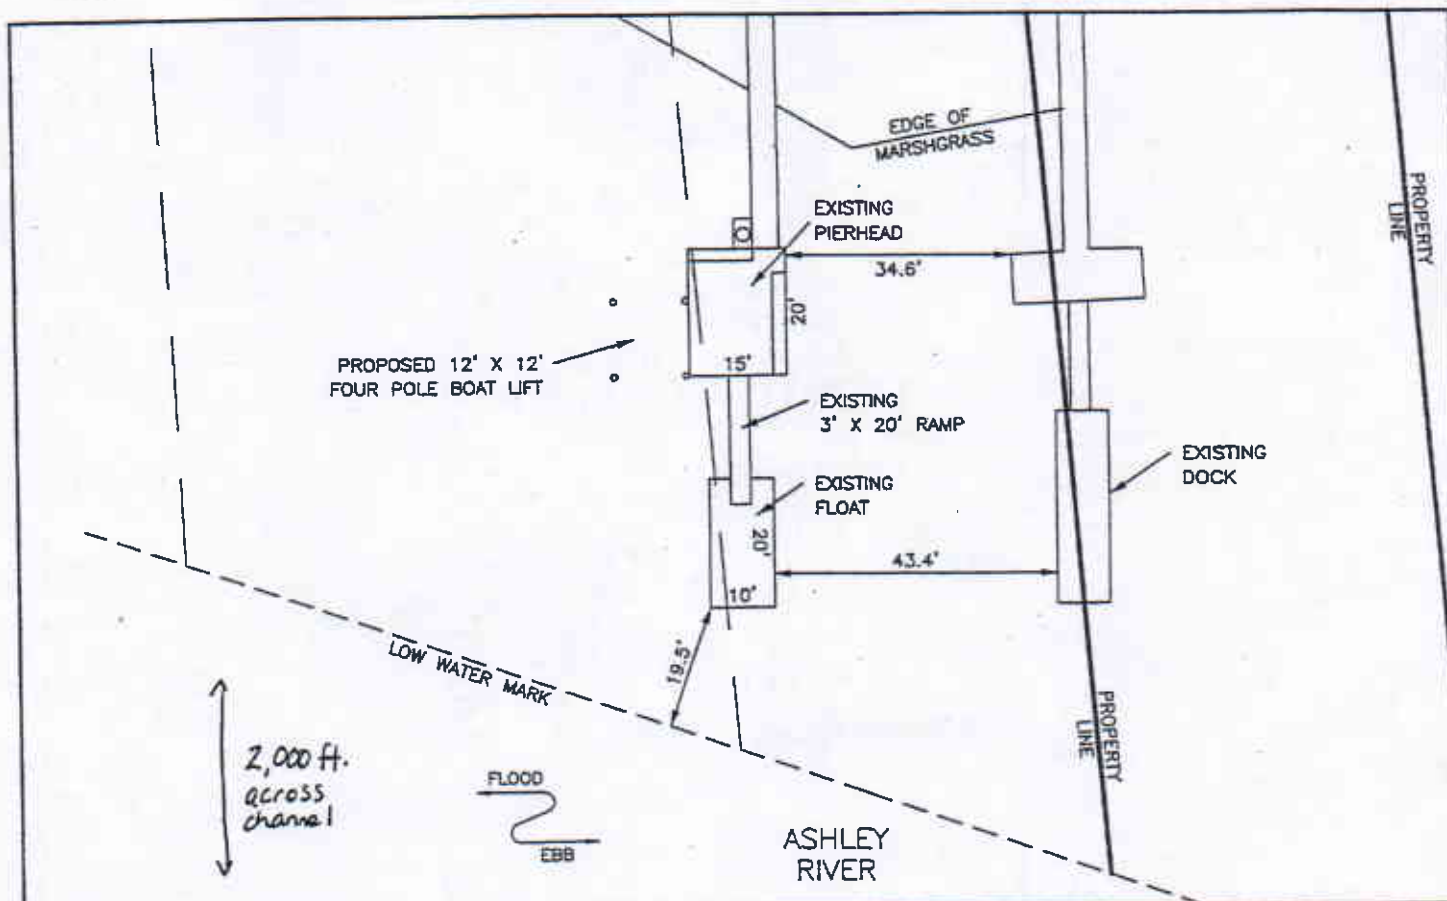 EDGE OF
MARSHGRASS
PROPERTY
LINE
EXISTING
PIERHEAD
34.6'
20'
15'
PROPOSED 12' X 12'
FOUR POLE BOAT LIFT
EXISTING
3' X 20' RAMP
EXISTING
DOCK
EXISTING
FLOAT
20'
10'
43.4'
19.5'
LOW WATER MARK
PROPERTY
LINE
2,000 ft.
across
channel
FLOOD
EBB
ASHLEY
RIVER